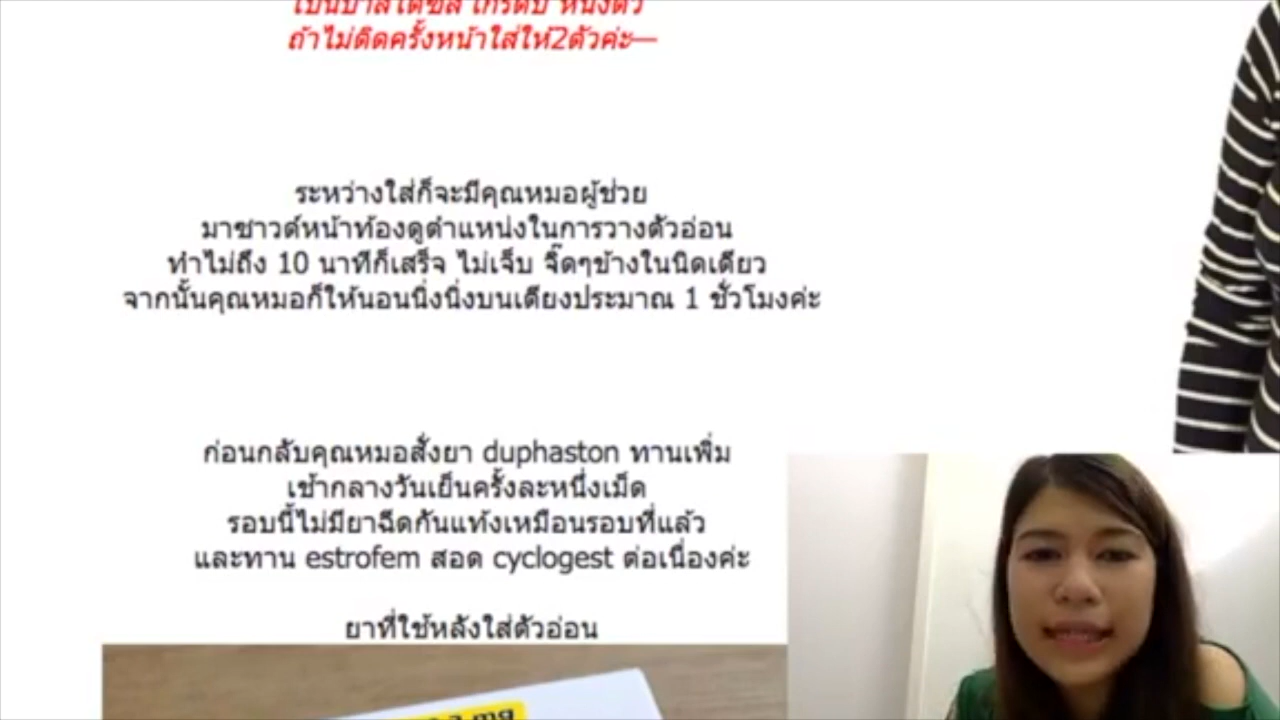 ถ้าไม่ติดครั้งหน้าใส่ให้2ตัวค่ะ—
ระหว่างใส่ก็จะมีคุณหมอผู้ช่วย
มาซาวด์หน้าท้องดูตำแหน่งในการวางตัวอ่อน
ทำไม่ถึง 10 นาทีก็เสร็จ ไม่เจ็บ จี๊ดๆข้างในนิดเดียว
จากนั้นคุณหมอก็ให้นอนนิ่งนิ่งบนเตียงประมาณ 1 ชั่วโมงค่ะ
ก่อนกลับคุณหมอสั่งยา duphaston ทานเพิ่ม
เช้ากลางวันเย็นครั้งละหนึ่งเม็ด
รอบนี้ไม่มียาฉีดกันแท้งเหมือนรอบที่แล้ว
และทาน estrofem สอด cyclogest ต่อเนื่องค่ะ
ยาที่ใช้หลังใส่ตัวอ่อน
mg